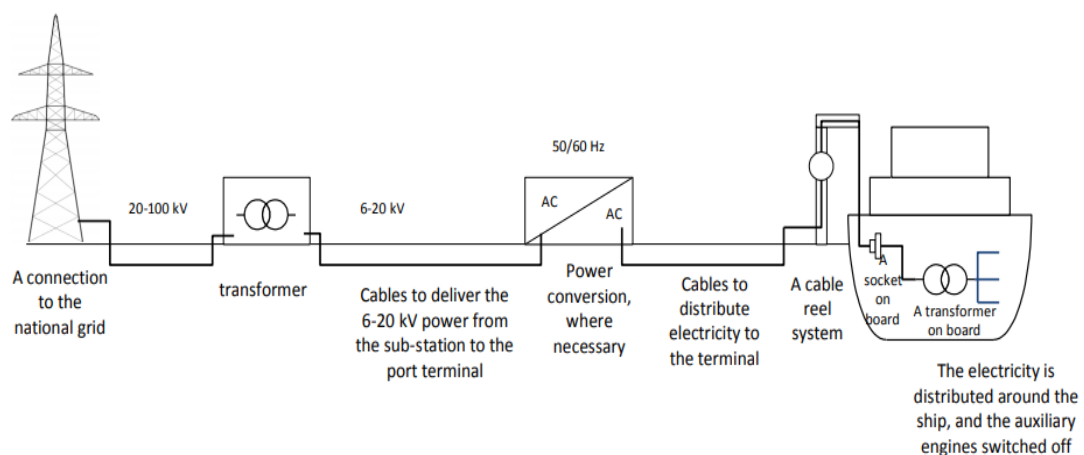 50/60 Hz
20-100 kV
6-20 kV
AC
AC
A connection
to the
national grid
transformer
Cables to deliver the
6-20 kV power from
the sub-station to the
port terminal
Power
conversion,
where
necessary
Cables to
distribute
electricity to
the terminal
A cable
reel
system
A
socket
on
board
A transformer
on board
The electricity is
distributed around the
ship, and the auxiliary
engines switched off